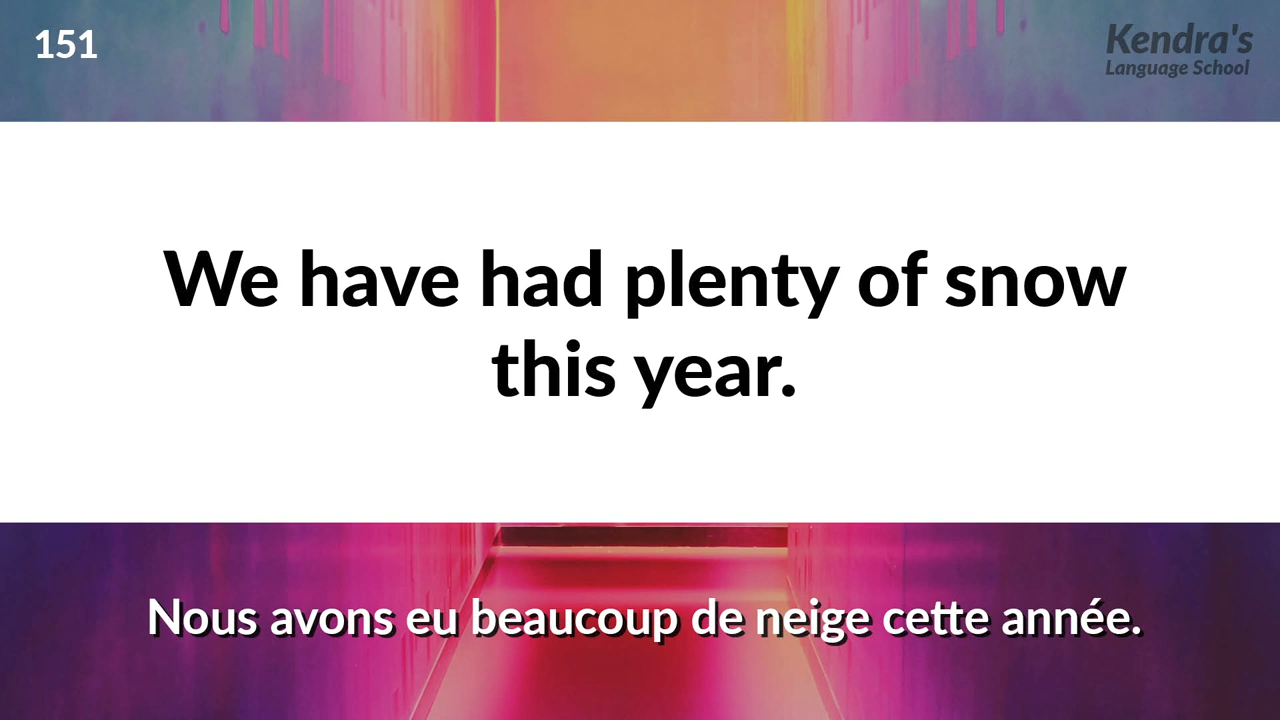 151
Kendra's
Language School
We have had plenty of snow
this year.
Nous avons eu beaucoup de neige cette année.